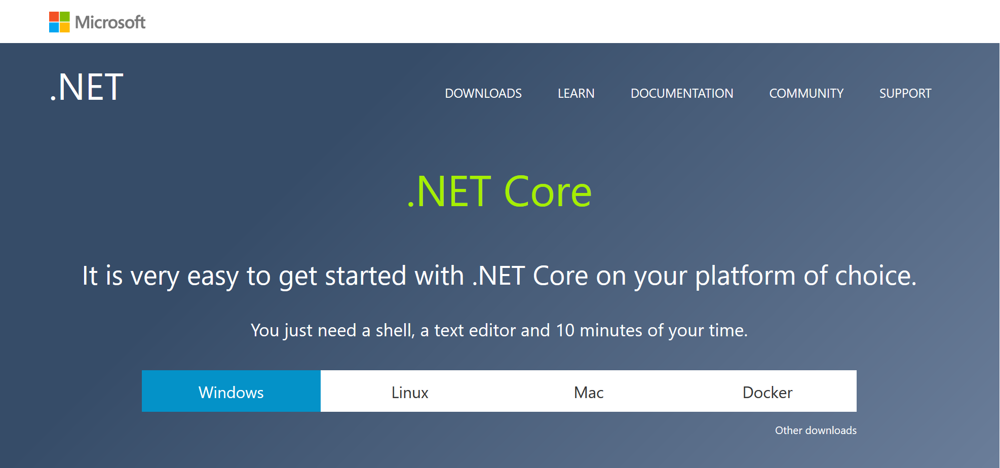 Microsoft
.NET
DOWNLOADS LEARN DOCUMENTATION COMMUNITY SUPPORT
.NET Core
It is very easy to get started with .NET Core on your platform of choice.
You just need a shell, a text editor and 10 minutes of your time.
Windows Linux Mac Docker
Other downloads